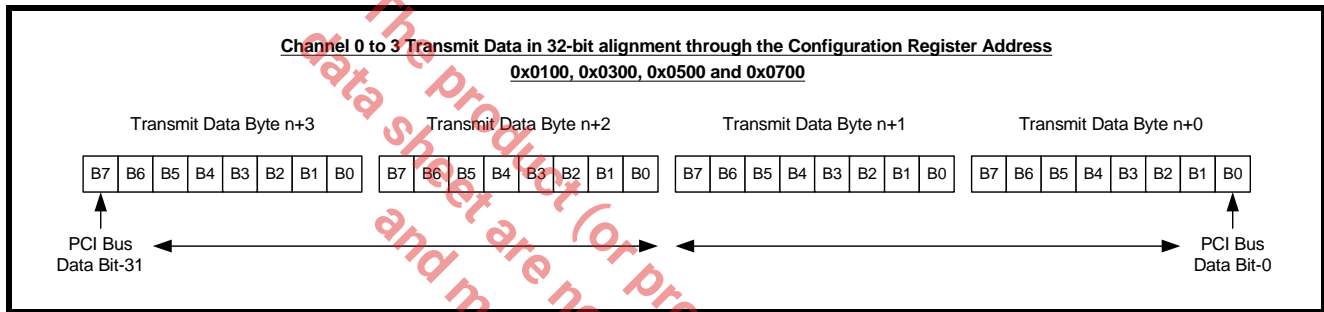 Channel 0 to 3 Transmit Data in 32-bit alignment through the Configuration Register Address
0x0100, 0x0300, 0x0500 and 0x0700
Transmit Data Byte n+3 Transmit Data Byte n+2 Transmit Data Byte n+1 Transmit Data Byte n+0
B7 B6 B5 B4 B3 B2 B1 B0 B7 B6 B5 B4 B3 B2 B1 B0 B7 B6 B5 B4 B3 B2 B1 B0 B7 B6 B5 B4 B3 B2 B1 B0
PCI Bus
Data Bit-31
PCI Bus
Data Bit-0
The product (or pro
data sheet are n
and m